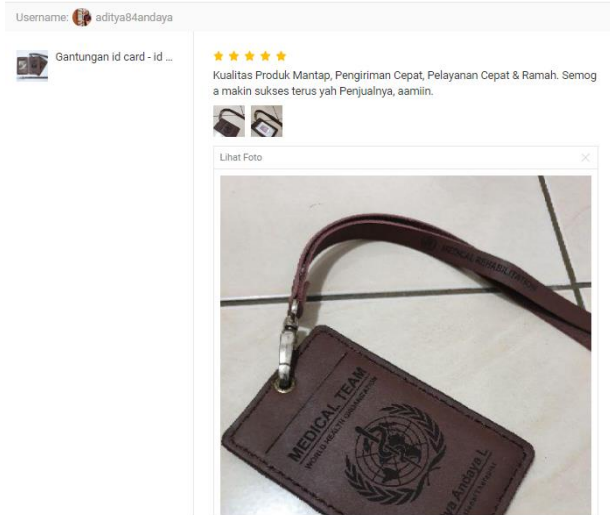 Username: aditya84andaya
Gantungan id card - id ...
Kualitas Produk Mantap, Pengiriman Cepat, Pelayanan Cepat & Ramah. Semog
a makin sukses terus yah Penjualnya, aamiin.
Lihat Foto
MEDICAL REHABILITATION
MEDICAL TEAM
WORLD HEALTH ORGANIZATION
Andaya L